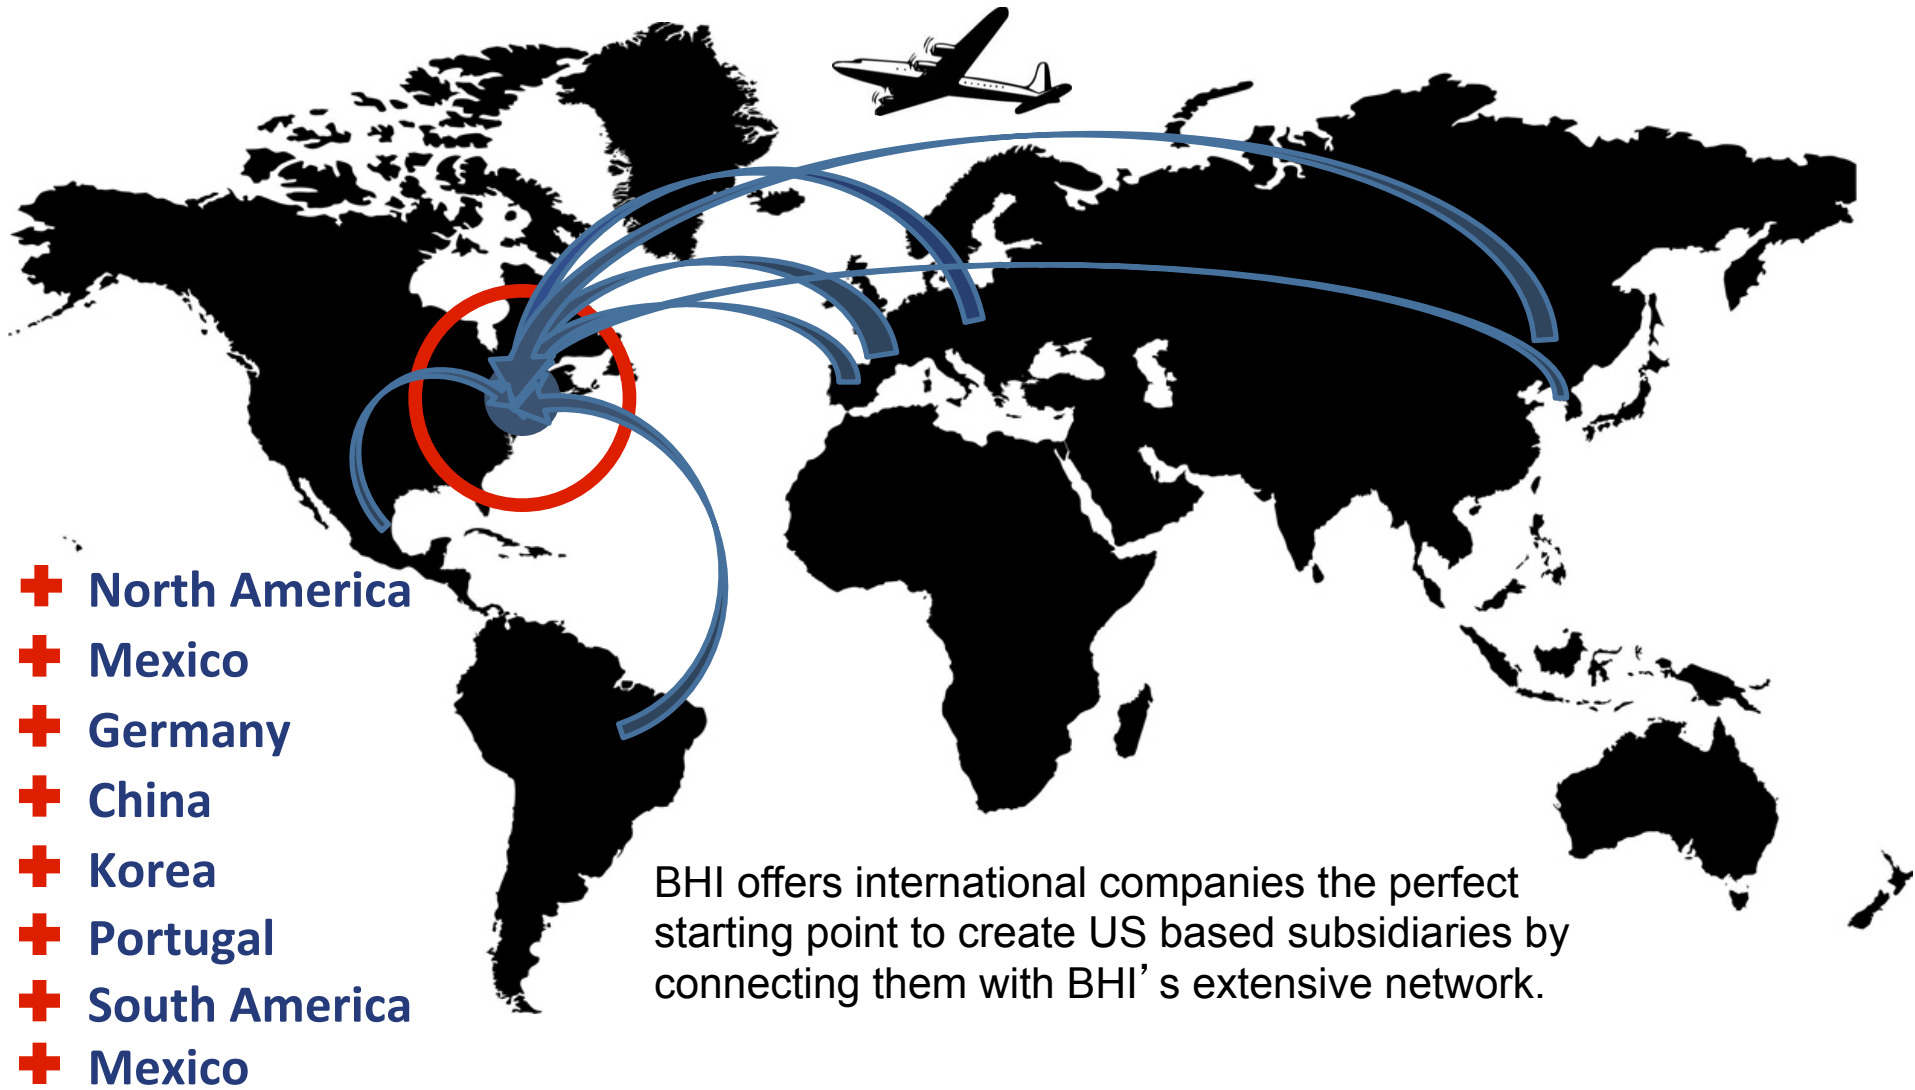 North America
Mexico
Germany
China
Korea
Portugal
South America
Mexico
BHI offers international companies the perfect
starting point to create US based subsidiaries by
connecting them with BHI’s extensive network.